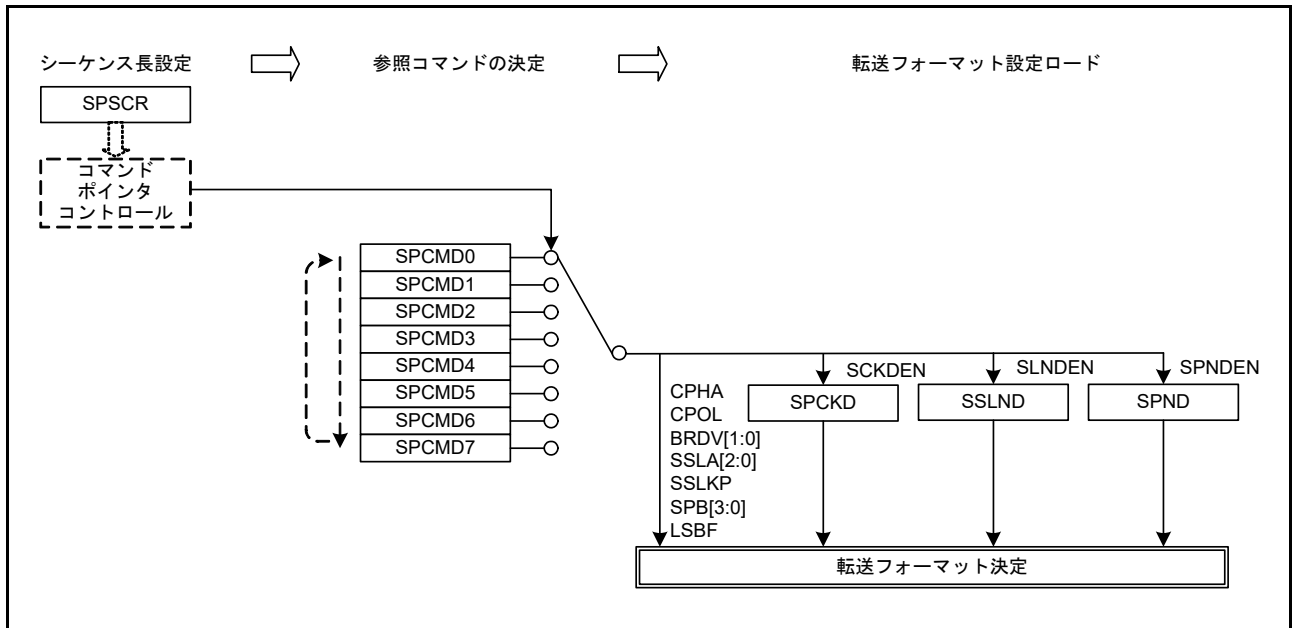 シーケンス長設定
参照コマンドの決定
転送フォーマット設定ロード
SPSCR
コマンド
ポインタ
コントロール
SPCMD0
SPCMD1
SPCMD2
SPCMD3
SPCMD4
SPCMD5
SPCMD6
SPCMD7
SCKDEN
SLNDEN
SPNDEN
CPHA
CPOL
BRDV[1:0]
SSLA[2:0]
SSLKP
SPB[3:0]
LSBF
SPCKD
SSLND
SPND
転送フォーマット決定